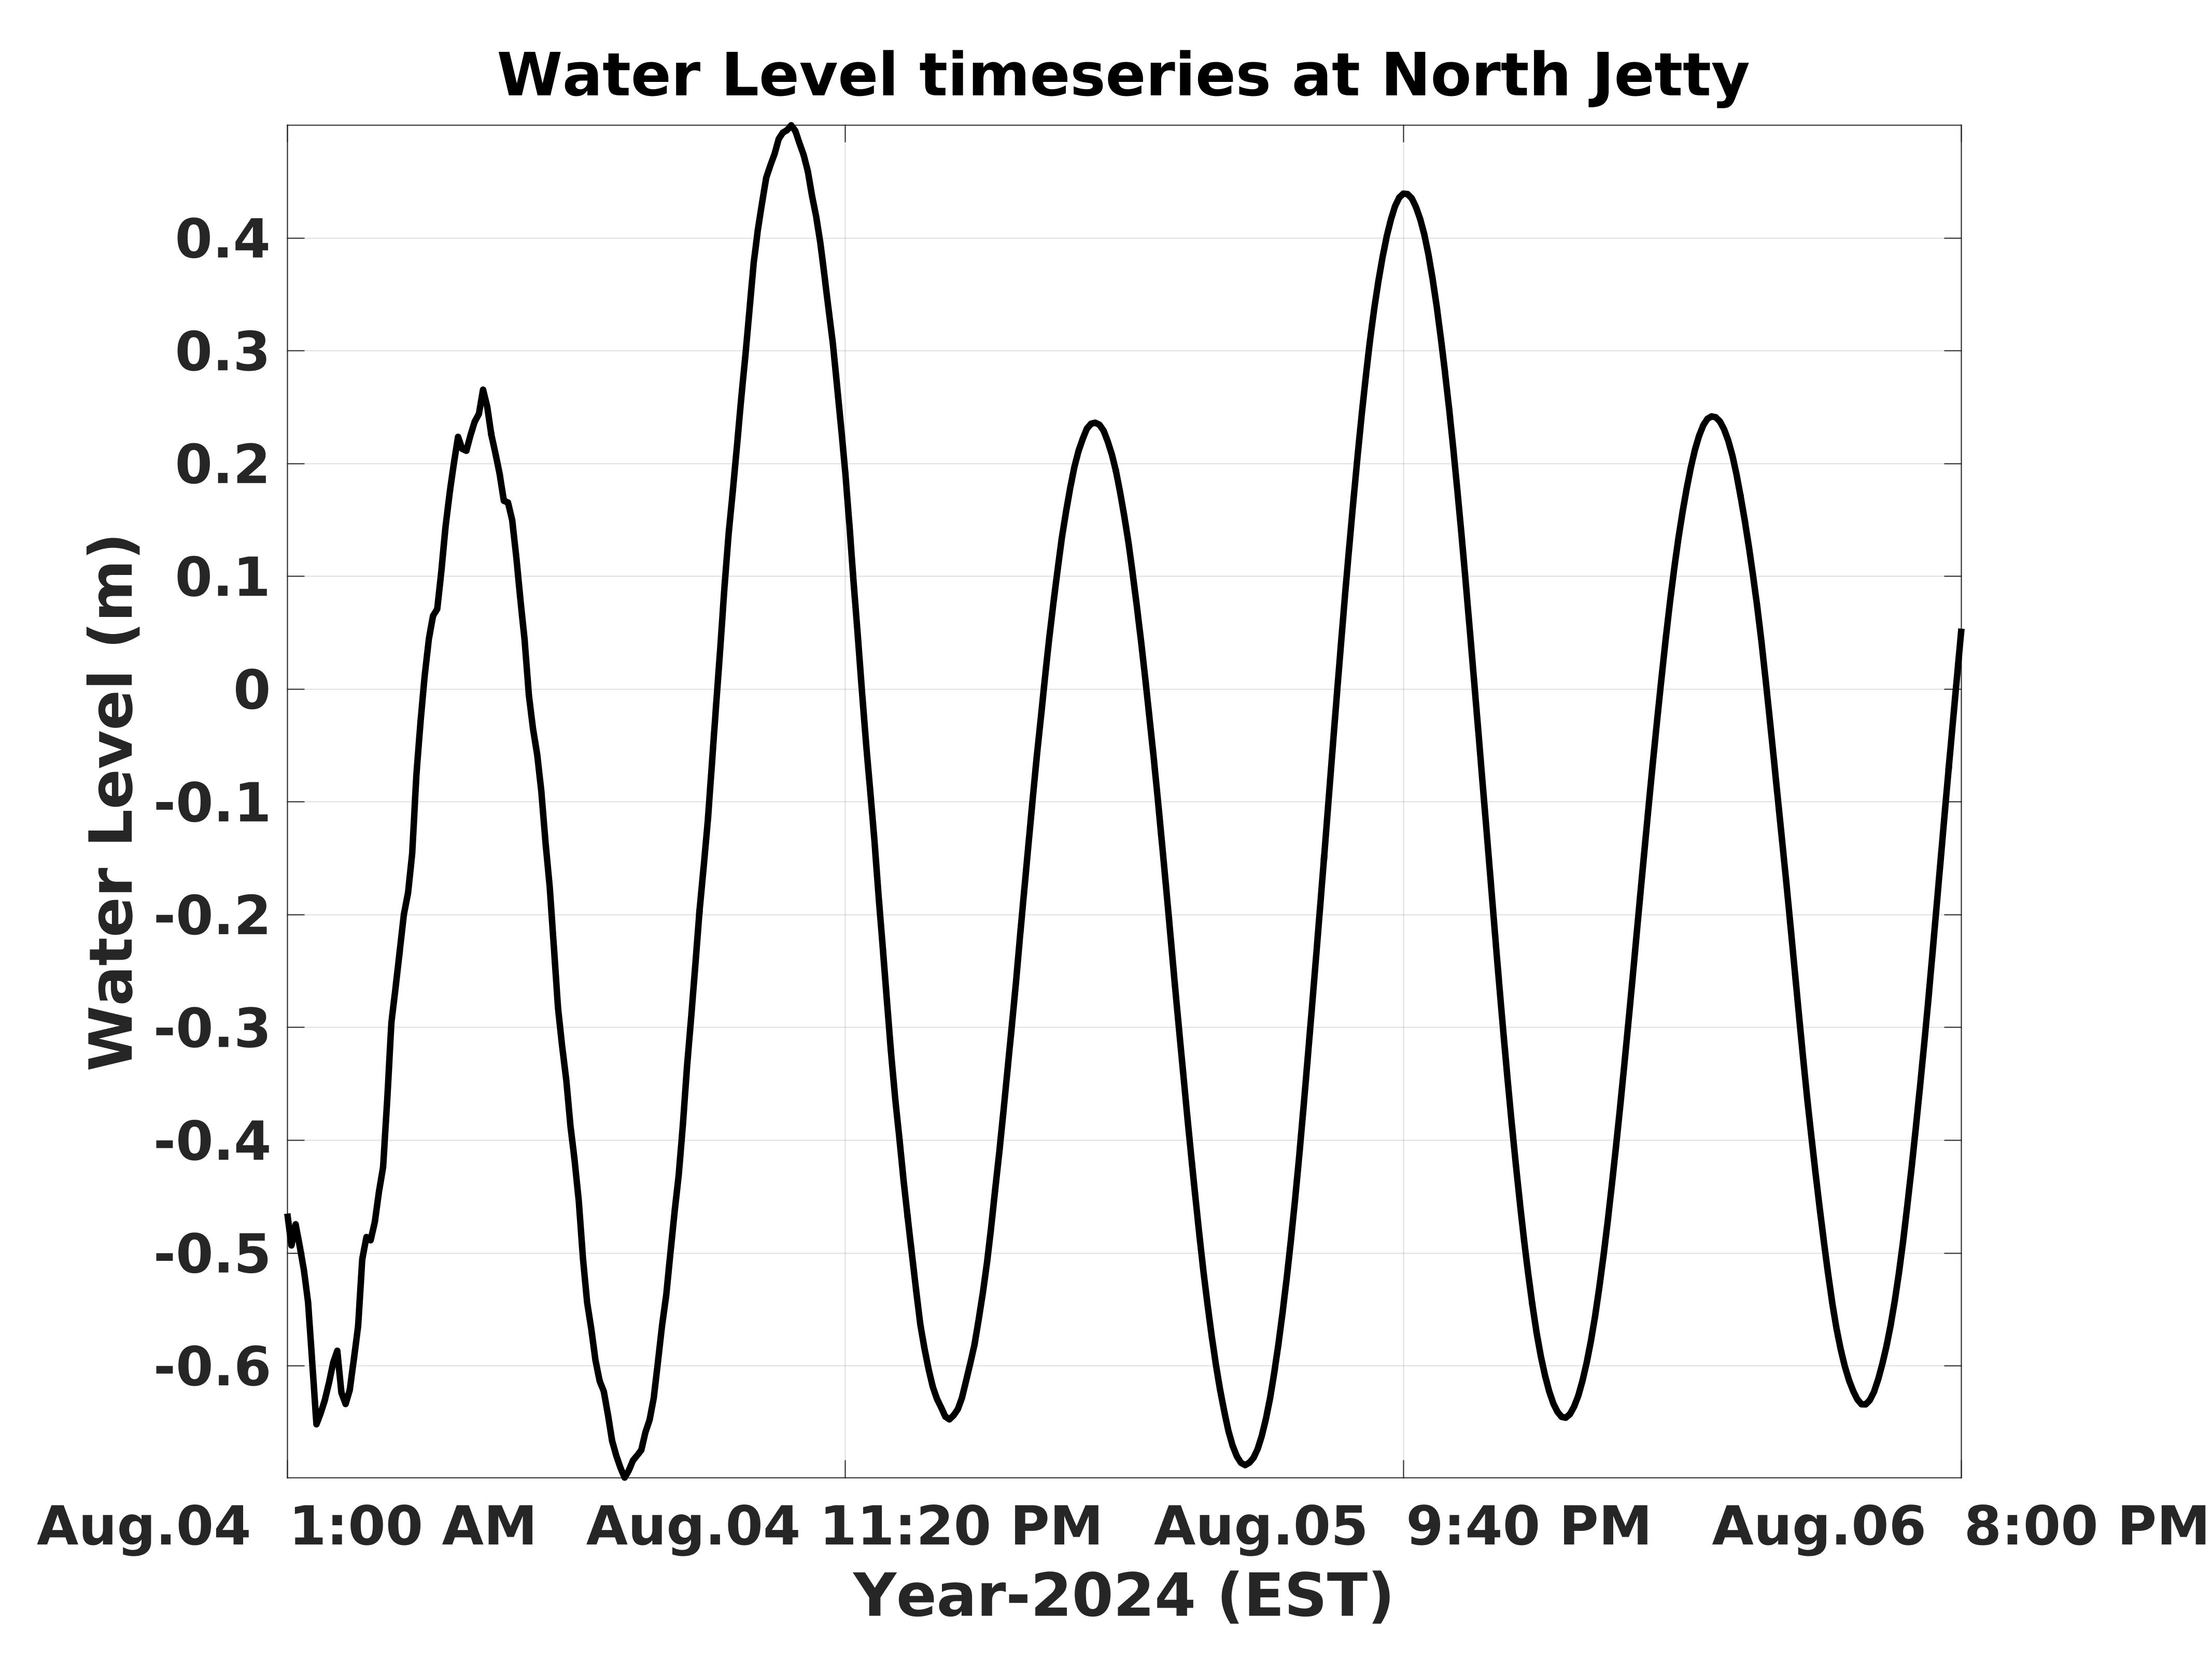 Water Level timeseries at North Jetty
0.4
0.3
0.2
0.1
0
-0.1
-0.2
-0.3
-0.4
-0.5
-0.6
Water Level (m)
Aug.04 1:00 AM Aug.04 11:20 PM Aug.05 9:40 PM Aug.06 8:00 PM
Year-2024 (EST)